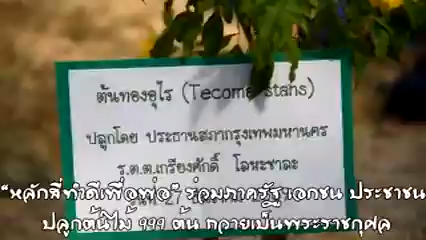 ต้นทองอุไร (Tecoma stans)
ปลูกโดย ประธานสภากรุงเทพมหานคร
ร.ต.ต.เกรียงศักดิ์ โลหะชาละ
27
“หลักสี่ทำดีเพื่อพ่อ” ร่วมภาครัฐ เอกชน ประชาชน
ปลูกต้นไม้ 999 ต้น ถวายเป็นพระราชกุศล